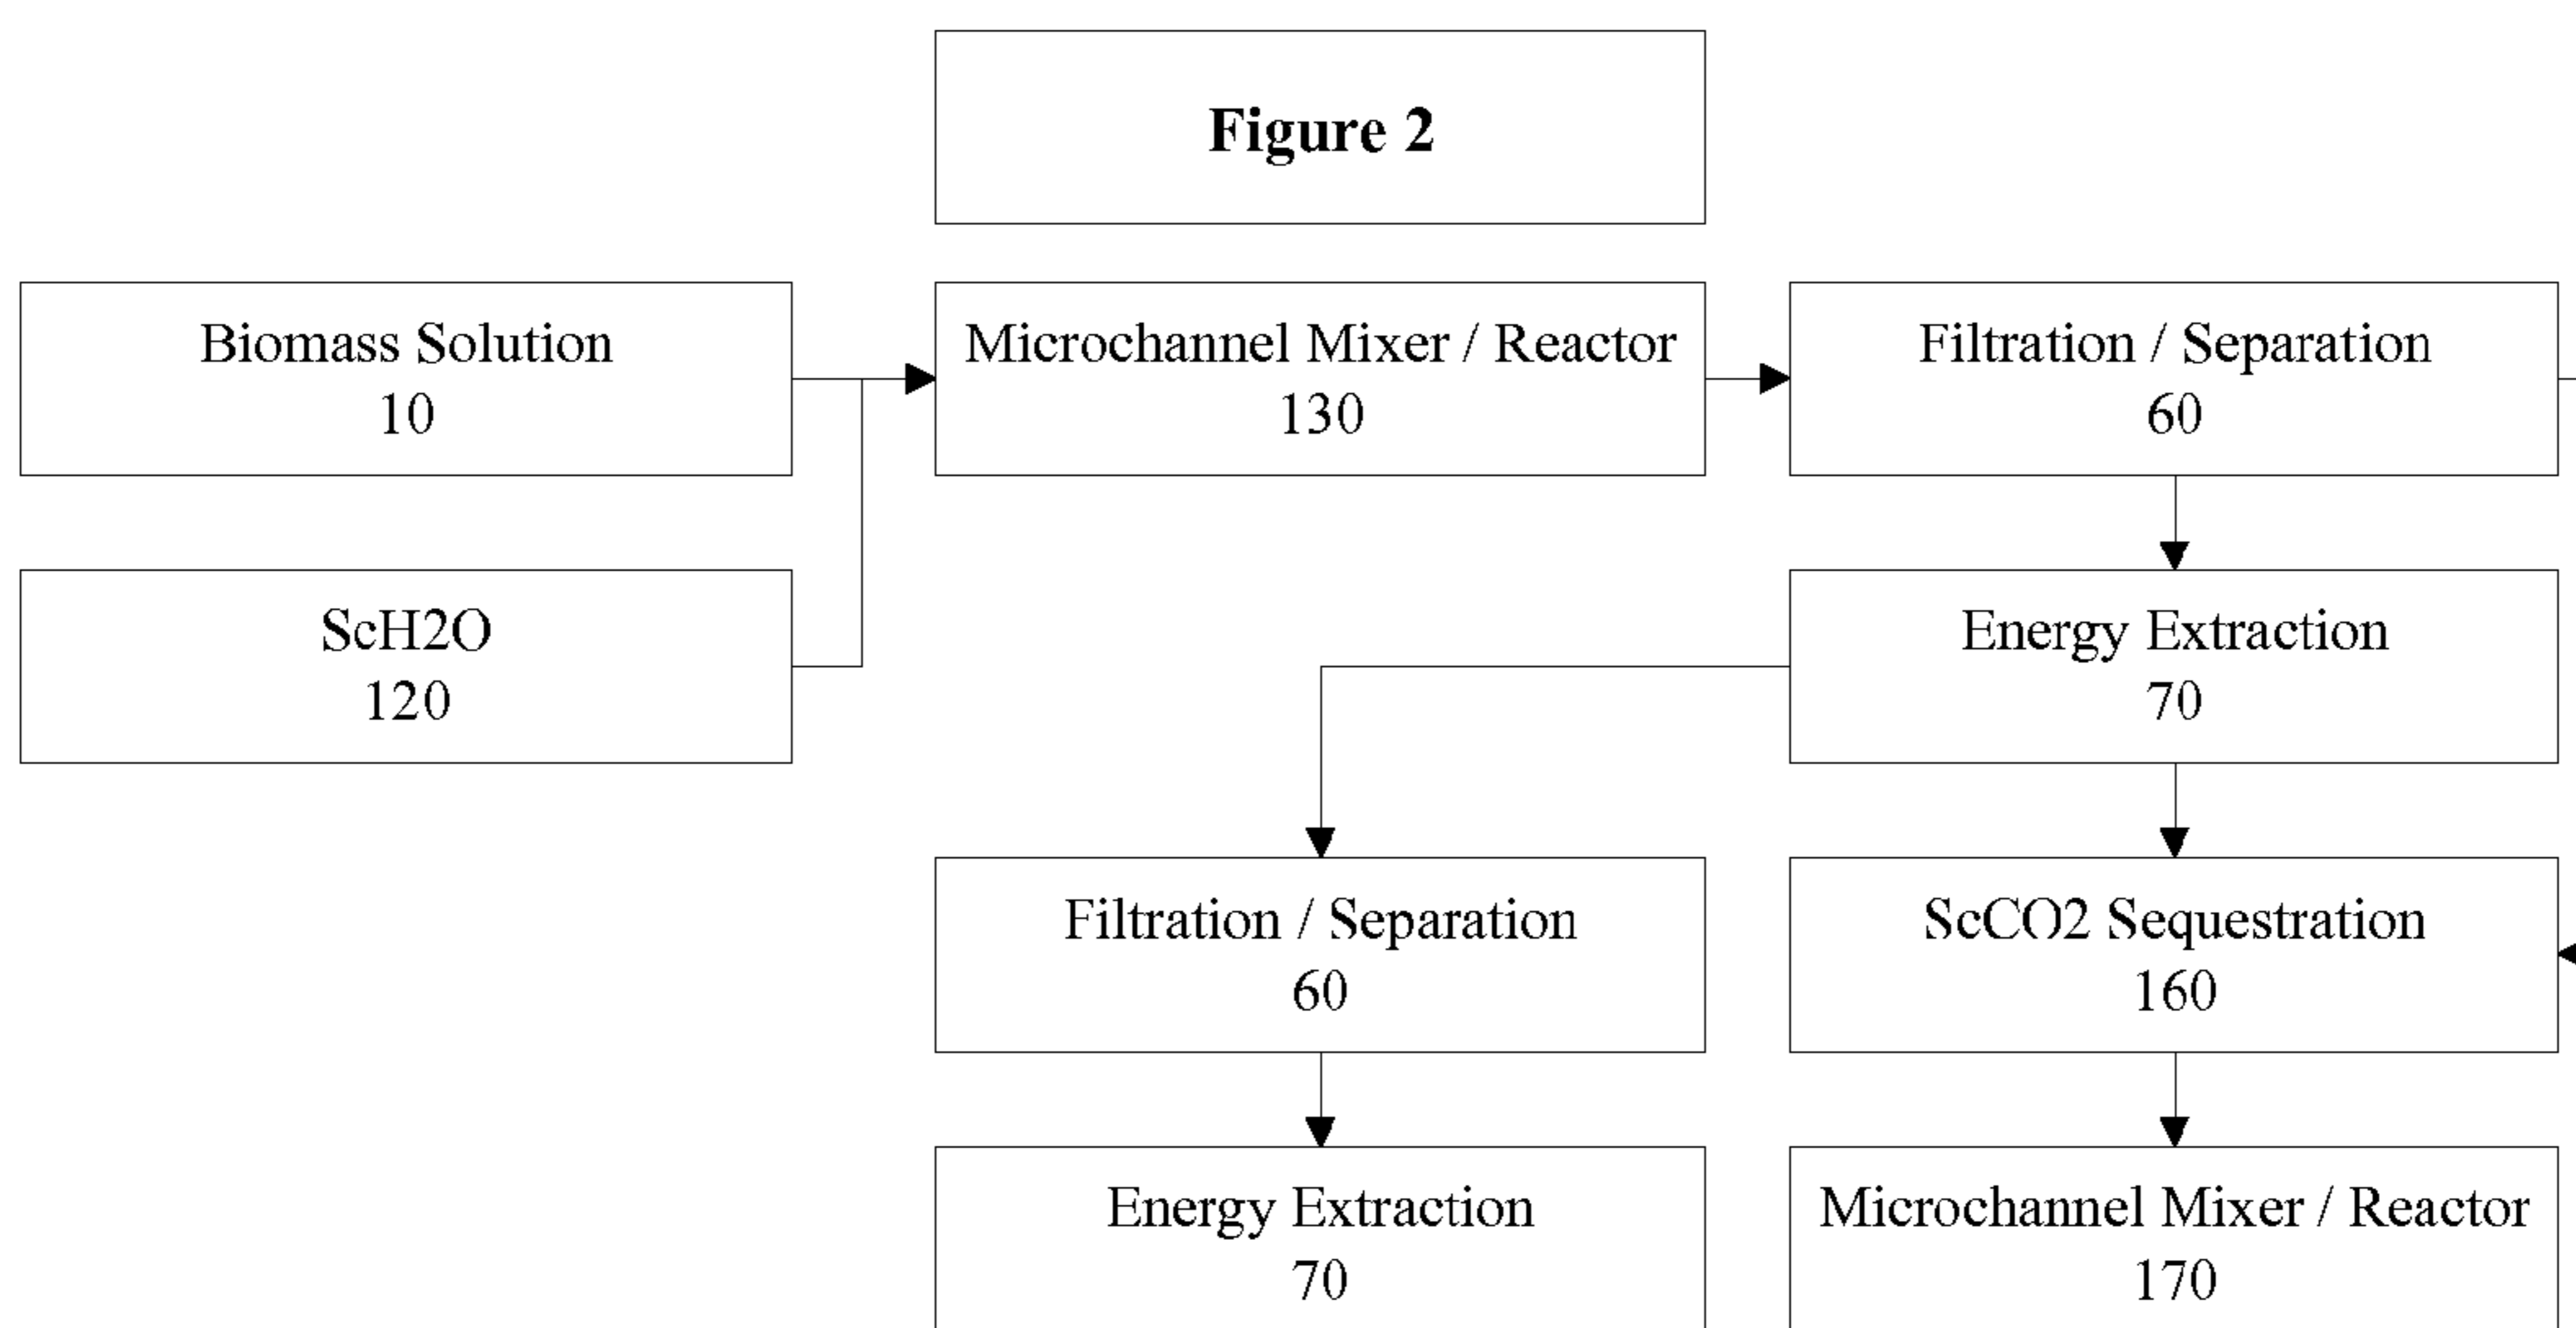 Figure 2
Biomass Solution
10
Microchannel Mixer / Reactor
130
Filtration / Separation
60
ScH2O
120
Energy Extraction
70
Filtration / Separation
60
ScCO2 Sequestration
160
Energy Extraction
70
Microchannel Mixer / Reactor
170